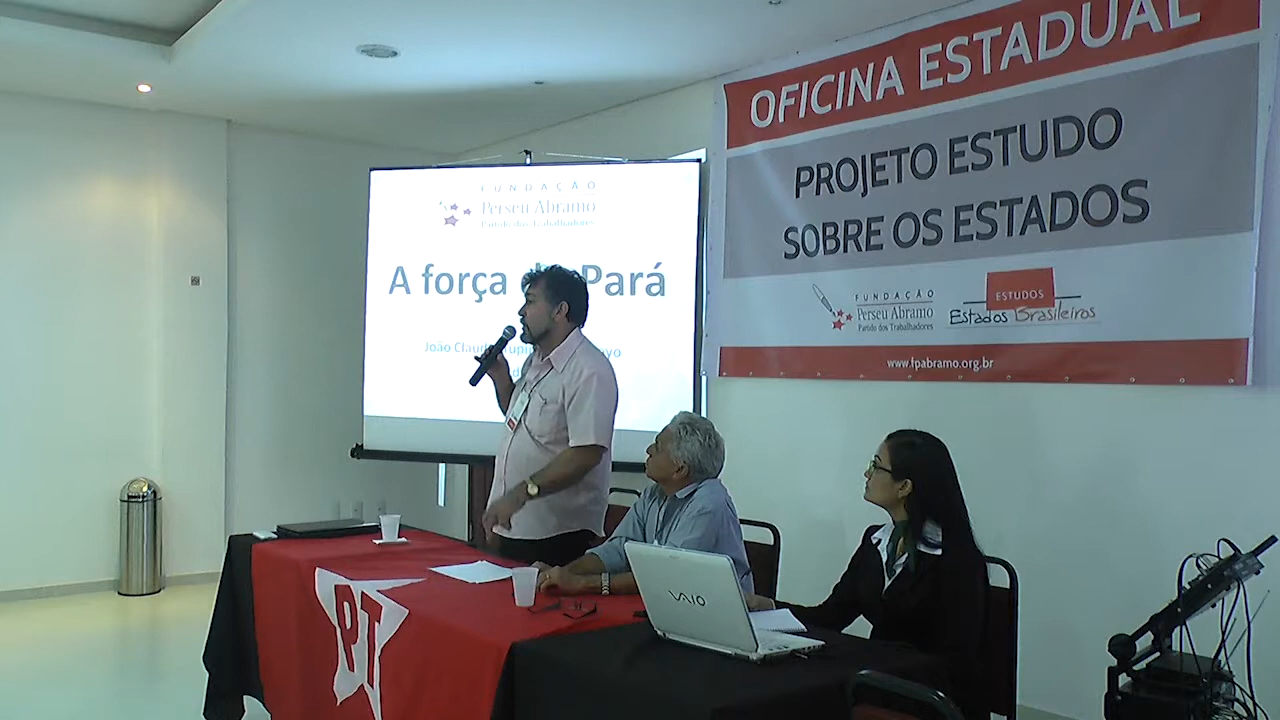 OFICINA ESTADUAL
PROJETO ESTUDO
SOBRE OS ESTADOS
FUNDAÇÃO
Perseu Abramo
Partido dos Trabalhadores
ESTUDOS
Estados Brasileiros
www.fpabramo.org.br
FUNDAÇÃO
Perseu Abramo
Partido dos Trabalhadores
A força Pará
João
VAIO
PT